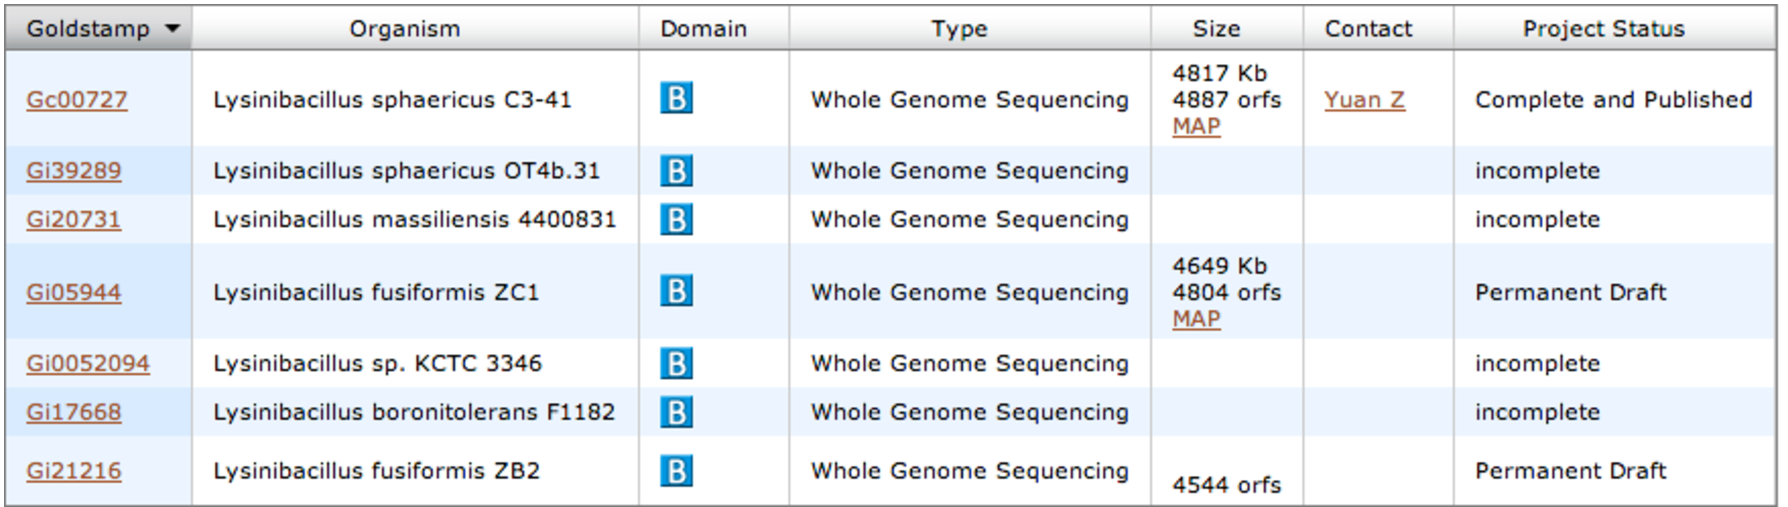 Goldstamp Organism Domain Type Size Contact Project Status
4817 Kb
Gc00727 Lysinibacillus sphaericus C3-41 B Whole Genome Sequencing 4887 orfs Yuan Z Complete and Published
MAP
Gi39289 Lysinibacillus sphaericus OT4b.31 B Whole Genome Sequencing incomplete
Gi20731 Lysinibacillus massiliensis 4400831 B Whole Genome Sequencing incomplete
4649 Kb
Gi05944 Lysinibacillus fusiformis ZC1 B Whole Genome Sequencing 4804 orfs Permanent Draft
MAP
Gi0052094 Lysinibacillus sp. KCTC 3346 B Whole Genome Sequencing incomplete
Gi17668 Lysinibacillus boronitolerans F1182 B Whole Genome Sequencing incomplete
Gi21216 Lysinibacillus fusiformis ZB2 B Whole Genome Sequencing Permanent Draft
4544 orfs